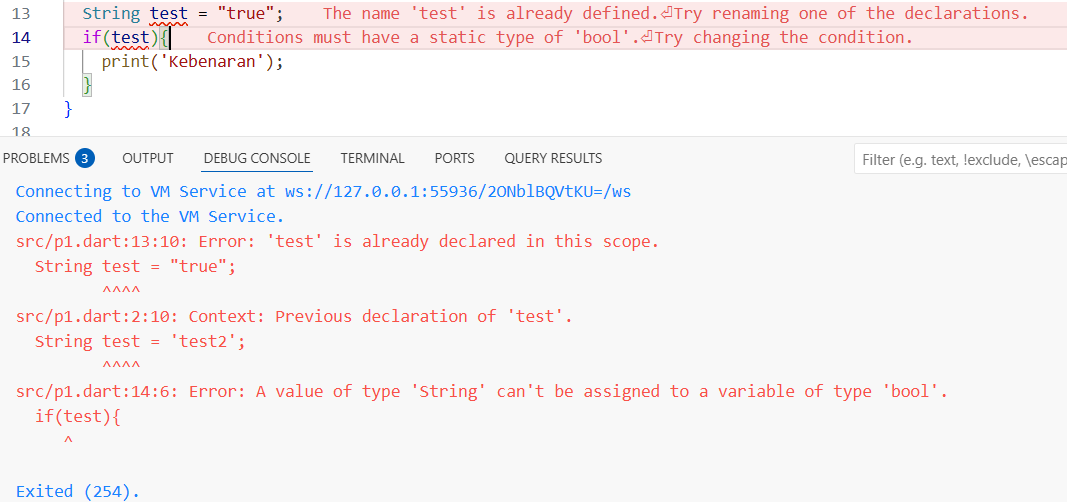 13 String test = "true"; The name 'test' is already defined.⏎Try renaming one of the declarations.
14 if(test){ Conditions must have a static type of 'bool'.⏎Try changing the condition.
15 print('Kebenaran');
16 }
17 }
18
PROBLEMS 3 OUTPUT DEBUG CONSOLE TERMINAL PORTS QUERY RESULTS Filter (e.g. text, !exclude, \escap
Connecting to VM Service at ws://127.0.0.1:55936/2ONblBQVtKU=/ws
Connected to the VM Service.
src/p1.dart:13:10: Error: 'test' is already declared in this scope.
String test = "true";
^^^^
src/p1.dart:2:10: Context: Previous declaration of 'test'.
String test = 'test2';
^^^^
src/p1.dart:14:6: Error: A value of type 'String' can't be assigned to a variable of type 'bool'.
if(test){
^
Exited (254).